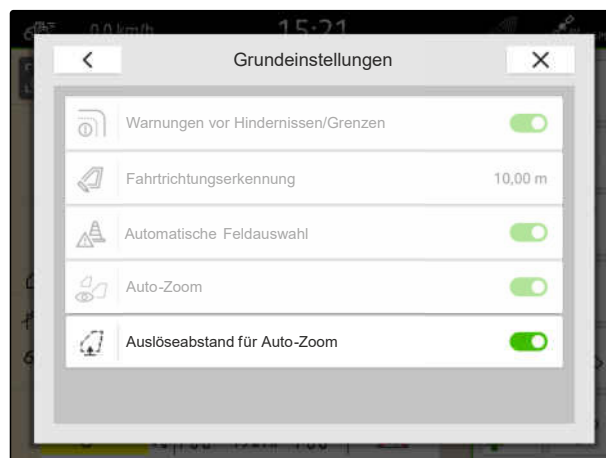 0,0 km/h 15:21
Grundeinstellungen
Warnungen vor Hindernissen/Grenzen
Fahrtrichtungserkennung 10,00 m
Automatische Feldauswahl
Auto-Zoom
Auslöseabstand für Auto-Zoom